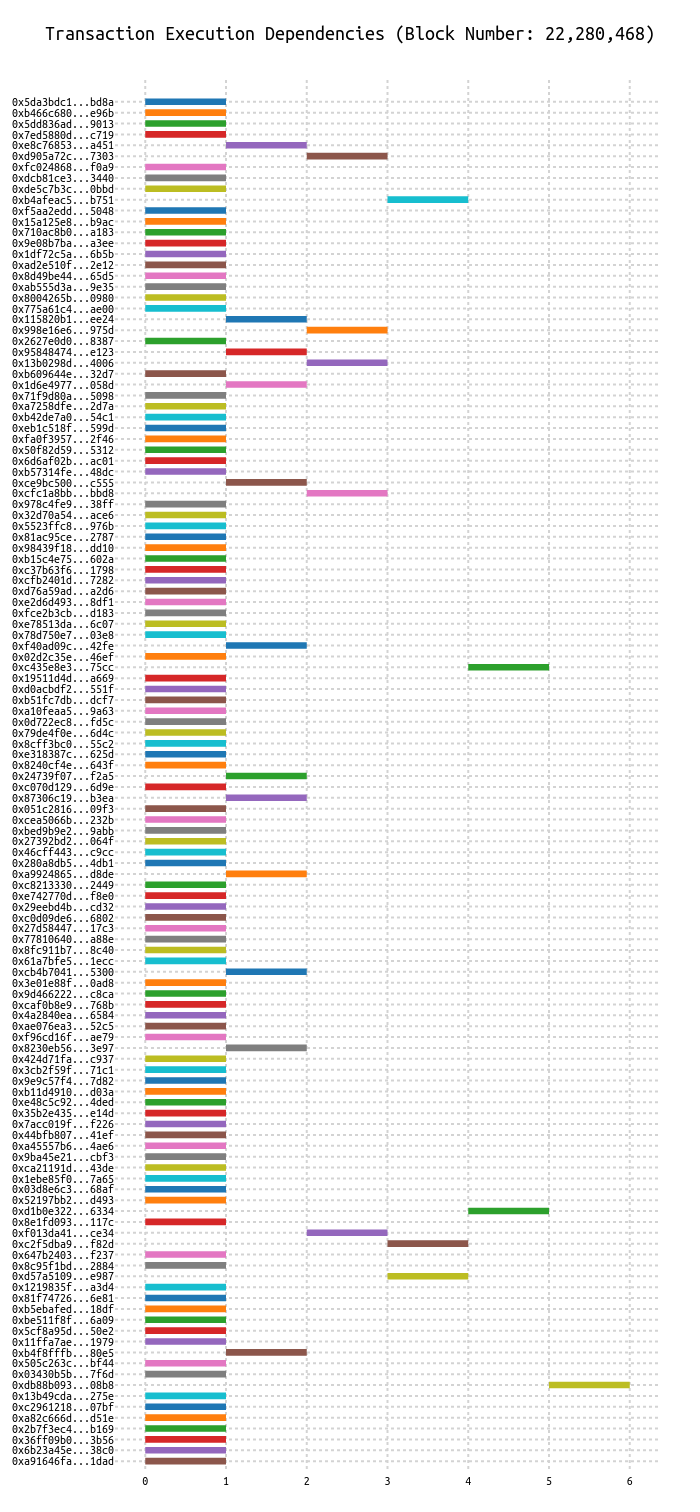 Transaction Execution Dependencies (Block Number: 22,280,468)
0x5da3bdc1...bd8a
0xb466c680...e96b
0x5dd836ad...9013
0x7ed5880d...c719
0xe8c76853...a451
0xd905a72c...7303
0xfc024868...f0a9
0xdcb81ce3...3440
0xde5c7b3c...0bbd
0xb4afeac5...b751
0xf5aa2edd...5048
0x15a125e8...b9ac
0x710ac8b0...a183
0x9e08b7ba...a3ee
0x1df72c5a...6b5b
0xad2e510f...2e12
0x8d49be44...65d5
0xab555d3a...9e35
0x8004265b...0980
0x775a61c4...ae00
0x115820b1...ee24
0x998e16e6...975d
0x2627e0d0...8387
0x95848474...e123
0x13b0298d...4006
0xb609644e...32d7
0x1d6e4977...058d
0x71f9d80a...5098
0xa7258dfe...2d7a
0xb42de7a0...54c1
0xeb1c518f...599d
0xfa0f3957...2f46
0x50f82d59...5312
0x6d6af02b...ac01
0xb57314fe...48dc
0xce9bc500...c555
0xcfc1a8bb...bbd8
0x978c4fe9...38ff
0x32d70a54...ace6
0x5523ffc8...976b
0x81ac95ce...2787
0x98439f18...dd10
0xb15c4e75...602a
0xc37b63f6...1798
0xcfb2401d...7282
0xd76a59ad...a2d6
0xe2d6d493...8df1
0xfce2b3cb...d183
0xe78513da...6c07
0x78d750e7...03e8
0xf40ad09c...42fe
0x02d2c35e...46ef
0xc435e8e3...75cc
0x19511d4d...a669
0xd0acbdf2...551f
0xb51fc7db...dcf7
0xa10feaa5...9a63
0x0d722ec8...fd5c
0x79de4f0e...6d4c
0x8cff3bc0...55c2
0xe318387c...625d
0x8240cf4e...643f
0x24739f07...f2a5
0xc070d129...6d9e
0x87306c19...b3ea
0x051c2816...09f3
0xcea5066b...232b
0xbed9b9e2...9abb
0x27392bd2...064f
0x46cff443...c9cc
0x280a8db5...4db1
0xa9924865...d8de
0xc8213330...2449
0xe742770d...f8e0
0x29eebd4b...cd32
0xc0d09de6...6802
0x27d58447...17c3
0x77810640...a88e
0x8fc911b7...8c40
0x61a7bfe5...1ecc
0xcb4b7041...5300
0x3e01e88f...0ad8
0x9d466222...c8ca
0xcaf0b8e9...768b
0x4a2840ea...6584
0xae076ea3...52c5
0xf96cd16f...ae79
0x8230eb56...3e97
0x424d71fa...c937
0x3cb2f59f...71c1
0x9e9c57f4...7d82
0xb11d4910...d03a
0xe48c5c92...4ded
0x35b2e435...e14d
0x7acc019f...f226
0x44bfb807...41ef
0xa45557b6...4ae6
0x9ba45e21...cbf3
0xca21191d...43de
0x1ebe85f0...7a65
0x03d8e6c3...68af
0x52197bb2...d493
0xd1b0e322...6334
0x8e1fd093...117c
0xf013da41...ce34
0xc2f5dba9...f82d
0x647b2403...f237
0x8c95f1bd...2884
0xd57a5109...e987
0x1219835f...a3d4
0x81f74726...6e81
0xb5ebafed...18df
0xbe511f8f...6a09
0x5cf8a95d...50e2
0x11ffa7ae...1979
0xb4f8fffb...80e5
0x505c263c...bf44
0x03430b5b...7f6d
0xdb88b093...08b8
0x13b49cda...275e
0xc2961218...07bf
0xa82c666d...d51e
0x2b7f3ec4...b169
0x36ff09b0...3b56
0x6b23a45e...38c0
0xa91646fa...1dad
0 1 2 3 4 5 6